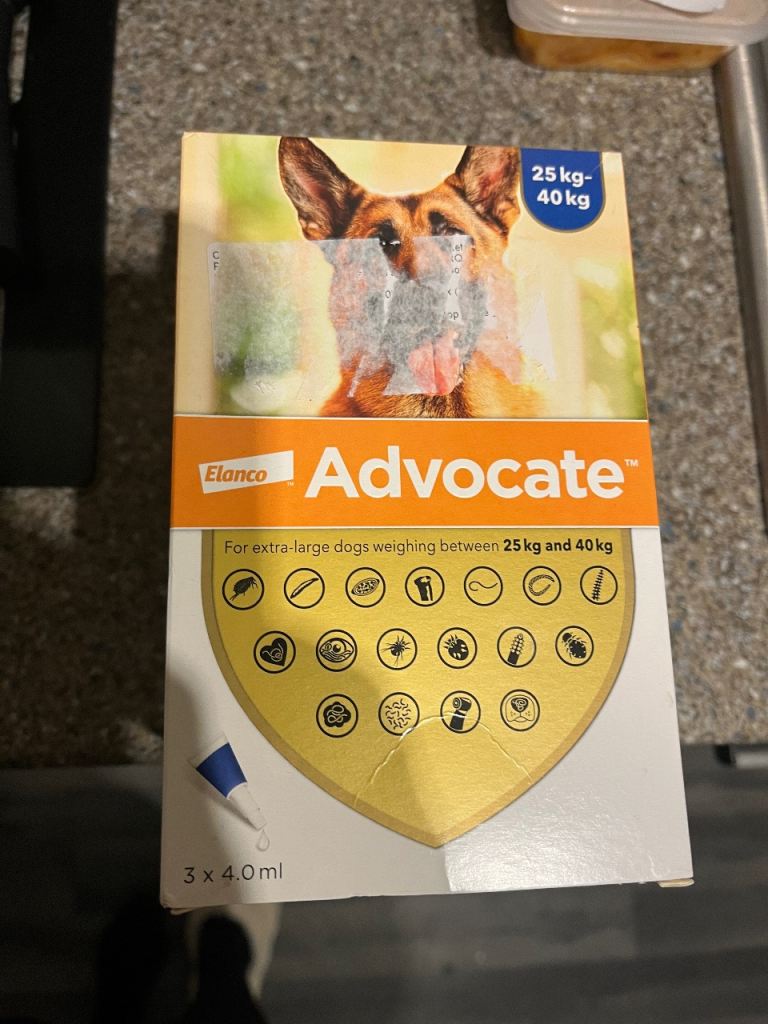 25 kg-
40 kg
Elanco™
Advocate™
For extra-large dogs weighing between 25 kg and 40 kg
3 x 4.0 ml